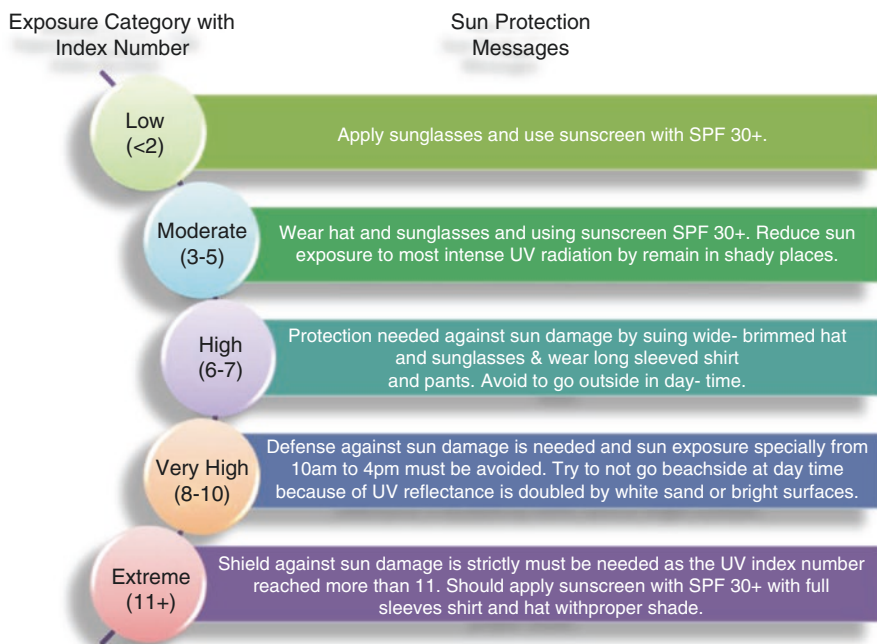 Exposure Category with
Index Number
Sun Protection
Messages
Low
(<2)
Apply sunglasses and use sunscreen with SPF 30+.
Moderate
(3-5)
Wear hat and sunglasses and using sunscreen SPF 30+. Reduce sun
exposure to most intense UV radiation by remain in shady places.
High
(6-7)
Protection needed against sun damage by suing wide- brimmed hat
and sunglasses & wear long sleeved shirt
and pants. Avoid to go outside in day- time.
Very High
(8-10)
Defense against sun damage is needed and sun exposure specially from
10am to 4pm must be avoided. Try to not go beachside at day time
because of UV reflectance is doubled by white sand or bright surfaces.
Extreme
(11+)
Shield against sun damage is strictly must be needed as the UV index number
reached more than 11. Should apply sunscreen with SPF 30+ with full
sleeves shirt and hat withproper shade.